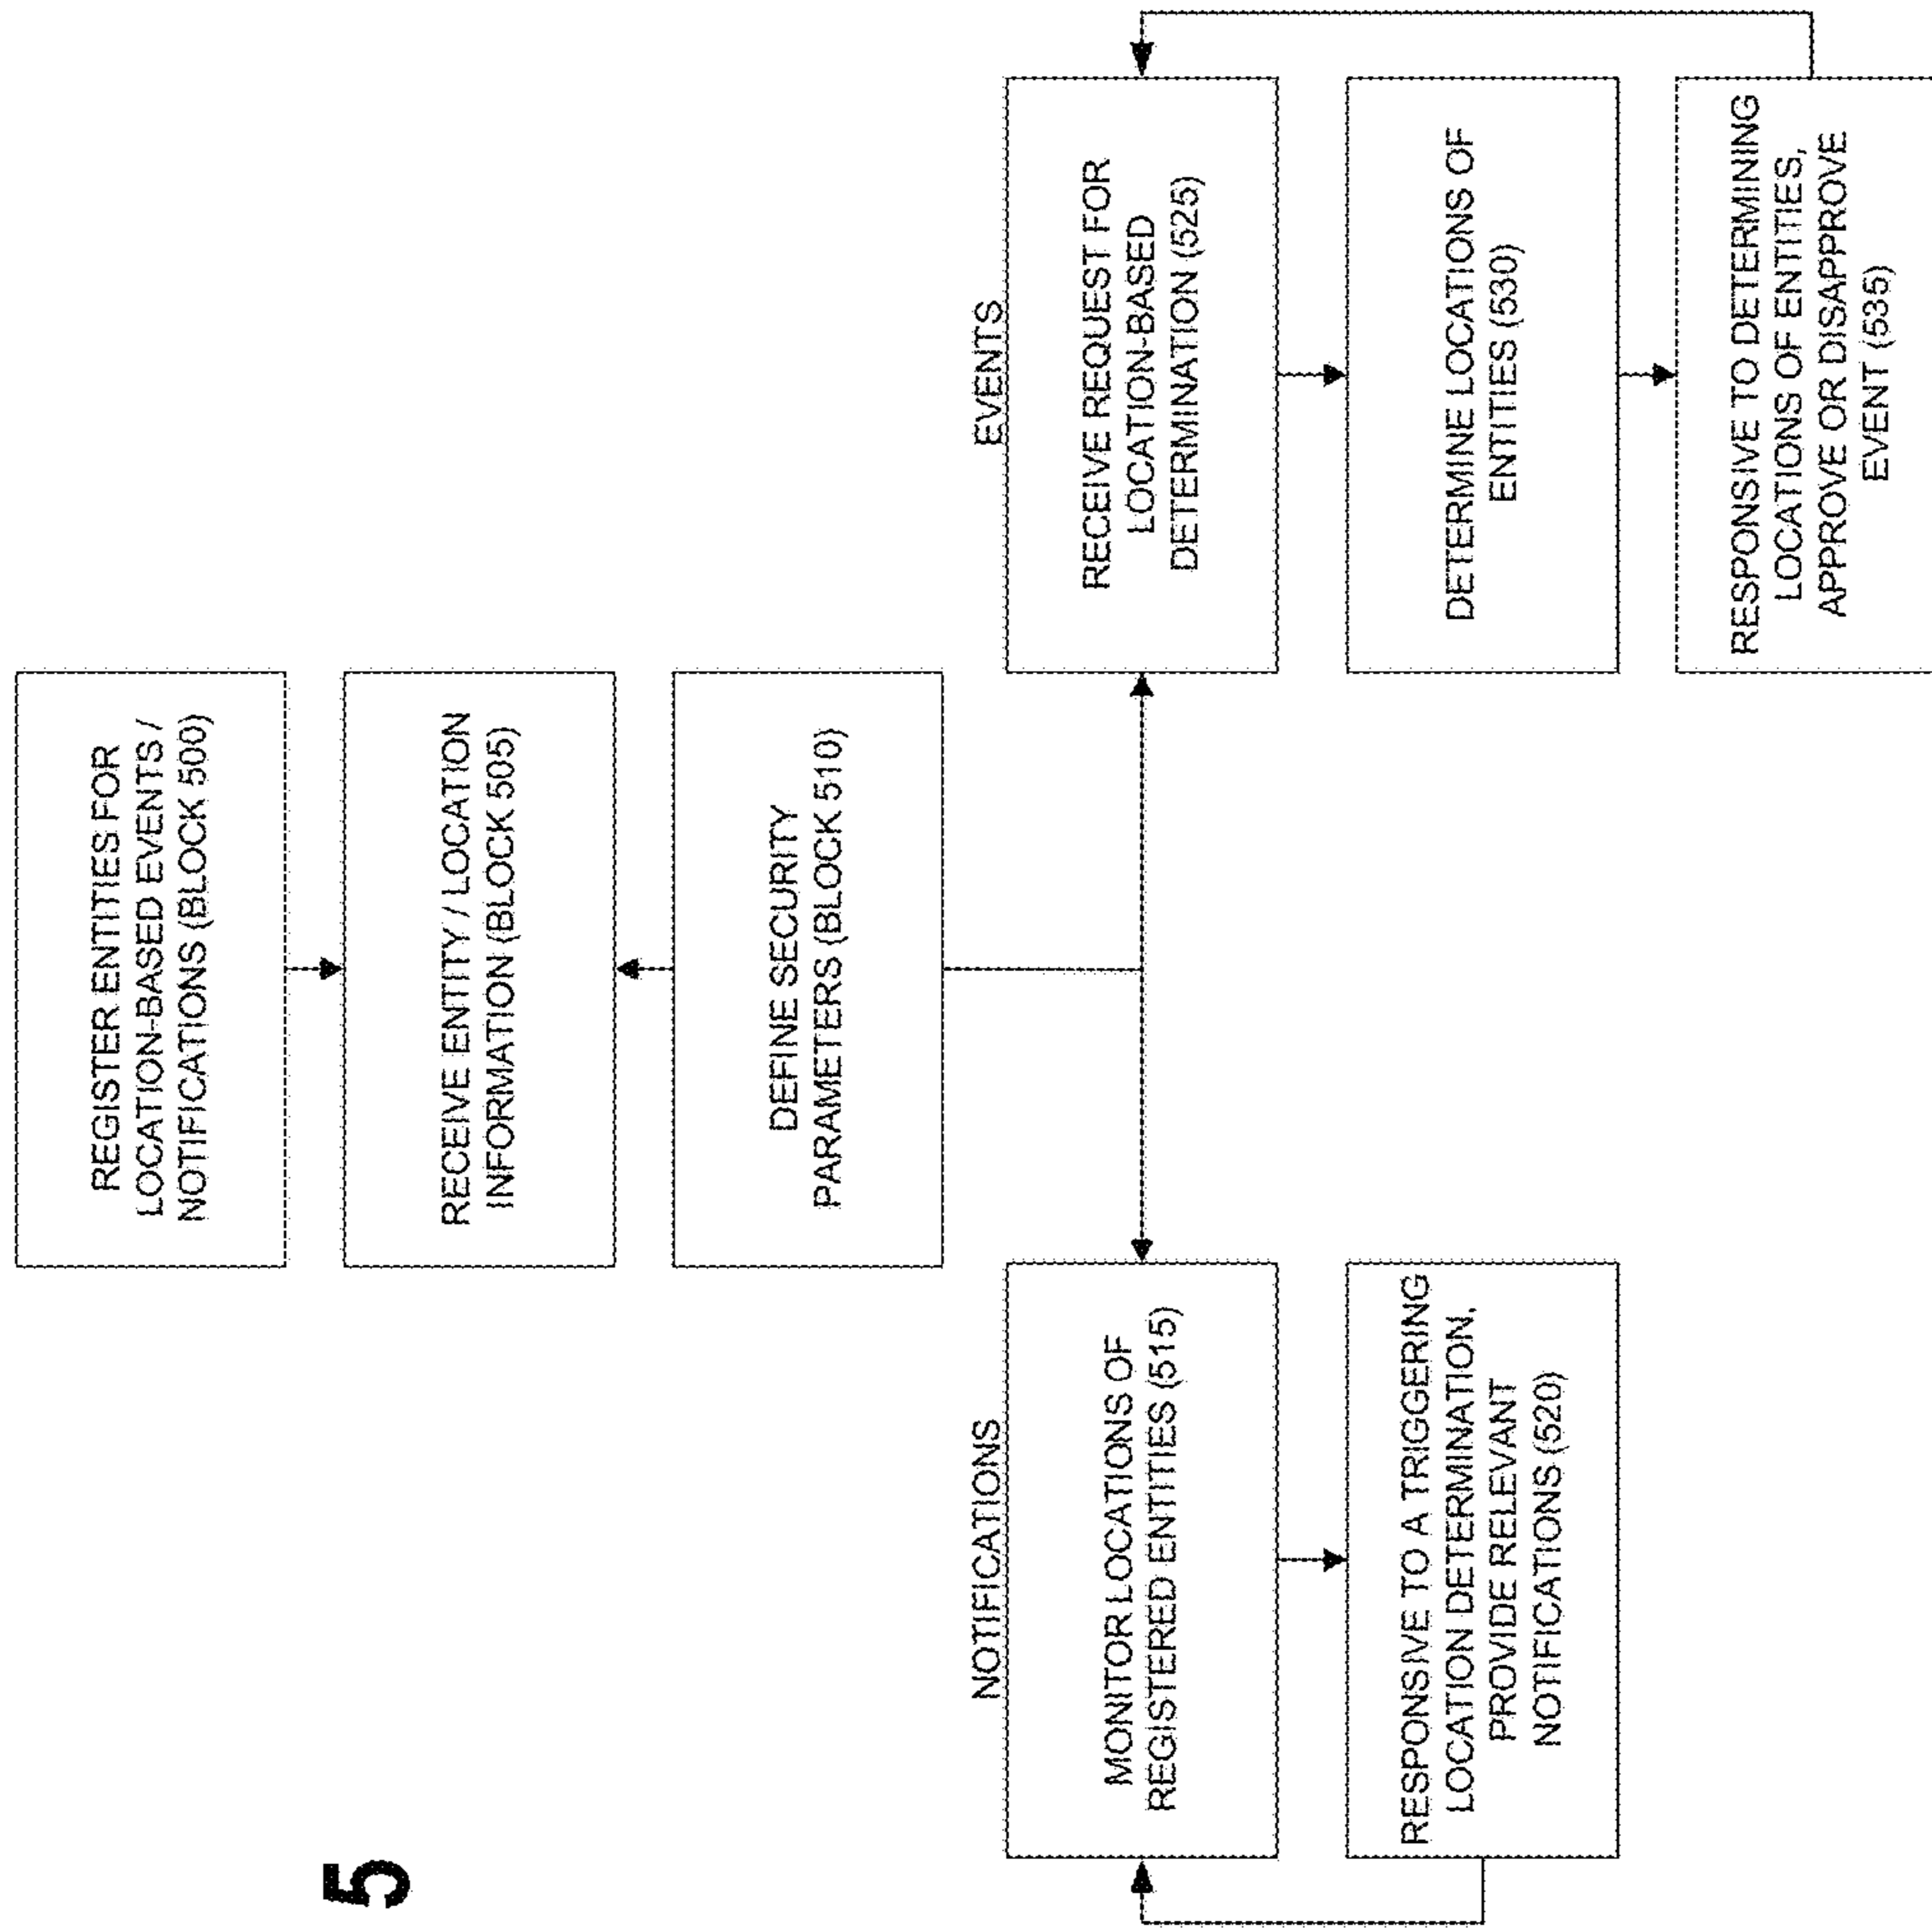 5
REGISTER ENTITIES FOR
LOCATION-BASED EVENTS /
NOTIFICATIONS (BLOCK 500)
RECEIVE ENTITY / LOCATION
INFORMATION (BLOCK 505)
DEFINE SECURITY
PARAMETERS (BLOCK 510)
NOTIFICATIONS
MONITOR LOCATIONS OF
REGISTERED ENTITIES (515)
RESPONSIVE TO A TRIGGERING
LOCATION DETERMINATION,
PROVIDE RELEVANT
NOTIFICATIONS (520)
EVENTS
RECEIVE REQUEST FOR
LOCATION-BASED
DETERMINATION (525)
DETERMINE LOCATIONS OF
ENTITIES (530)
RESPONSIVE TO DETERMINING
LOCATIONS OF ENTITIES,
APPROVE OR DISAPPROVE
EVENT (535)